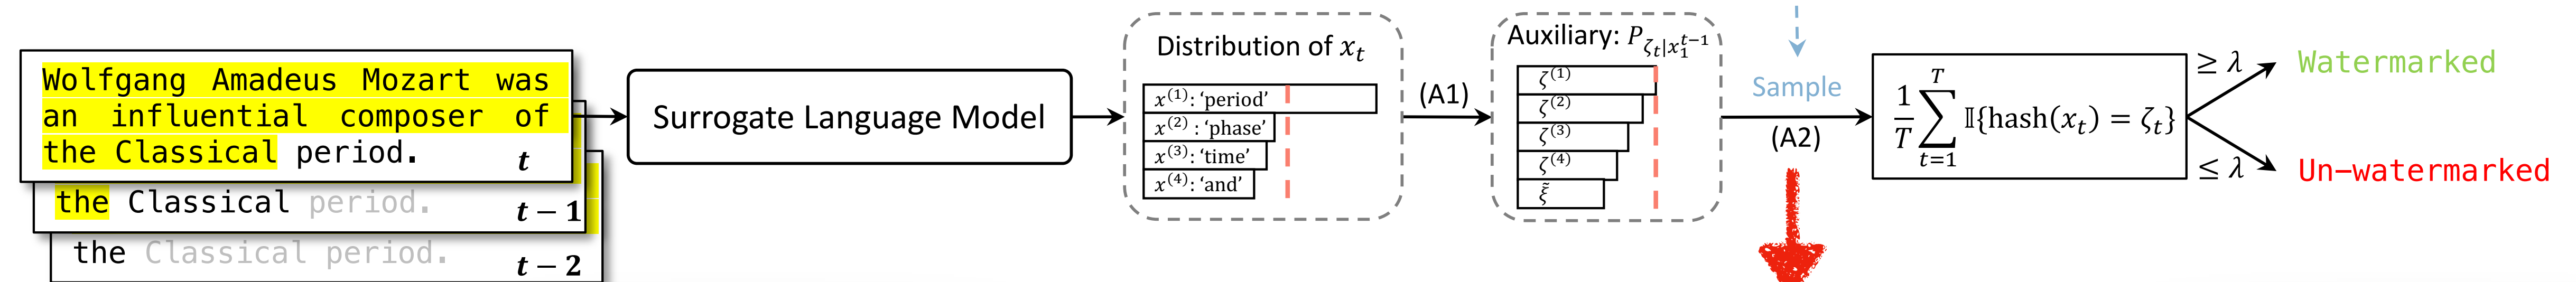 Wolfgang Amadeus Mozart was
an influential composer of
the Classical period.
t
the Classical period.
t − 1
the Classical period.
t − 2
Surrogate Language Model
Distribution of x_t
x^(1): ‘period’
x^(2) : ‘phase’
x^(3): ‘time’
x^(4): ‘and’
(A1)
Auxiliary: P_{ζ_t|x_1^{t−1}}
ζ^(1)
ζ^(2)
ζ^(3)
ζ^(4)
ξ̃
Sample
(A2)
1/T ∑_{t=1}^{T} 𝕀{hash(x_t) = ζ_t}
≥ λ
Watermarked
≤ λ
Un-watermarked